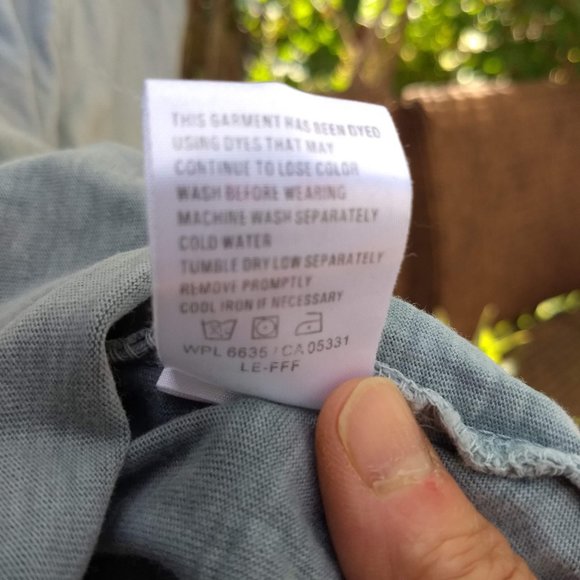 THIS GARMENT HAS BEEN DYED
USING DYES THAT MAY
CONTINUE TO LOSE COLOR
WASH BEFORE WEARING
MACHINE WASH SEPARATELY
COLD WATER
TUMBLE DRY LOW SEPARATELY
REMOVE PROMPTLY
COOL IRON IF NECESSARY
WPL 6635 / CA 05331
LE-FFF